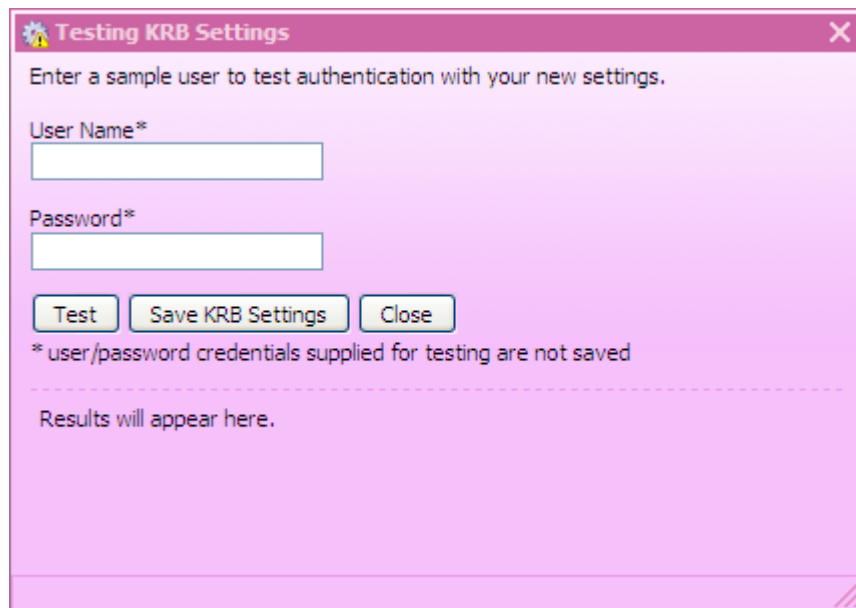 Testing KRB Settings
Enter a sample user to test authentication with your new settings.
User Name*
Password*
Test Save KRB Settings Close
* user/password credentials supplied for testing are not saved
Results will appear here.